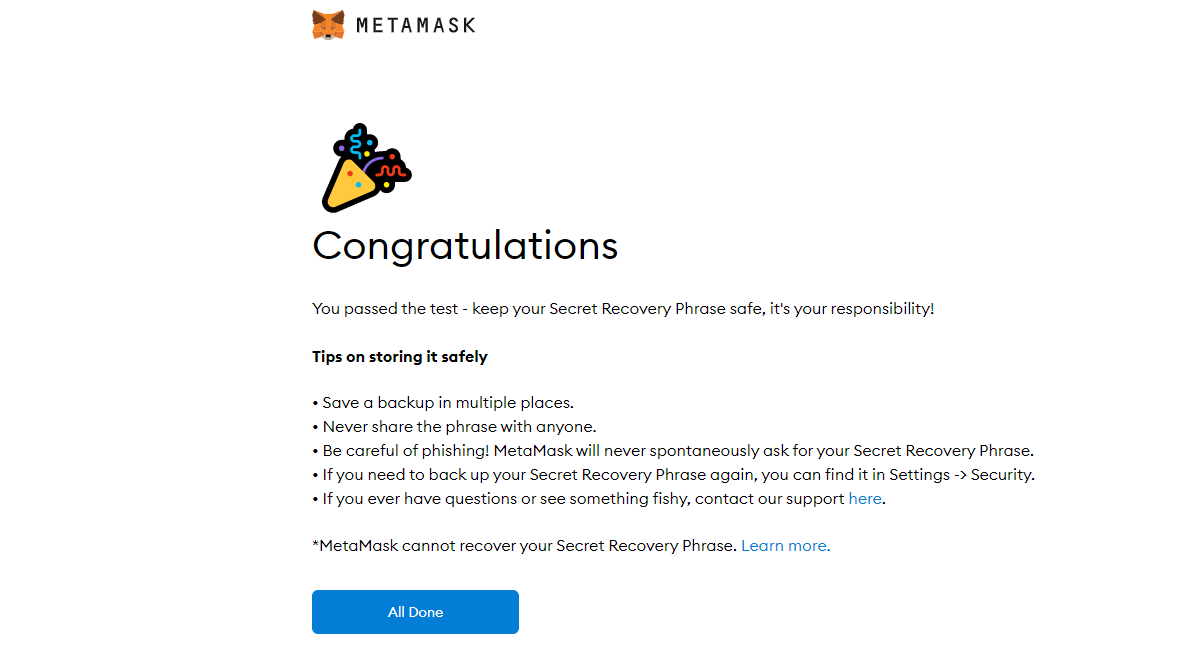 METAMASK
Congratulations
You passed the test - keep your Secret Recovery Phrase safe, it's your responsibility!
Tips on storing it safely
• Save a backup in multiple places.
• Never share the phrase with anyone.
• Be careful of phishing! MetaMask will never spontaneously ask for your Secret Recovery Phrase.
• If you need to back up your Secret Recovery Phrase again, you can find it in Settings -> Security.
• If you ever have questions or see something fishy, contact our support here.
*MetaMask cannot recover your Secret Recovery Phrase. Learn more.
All Done